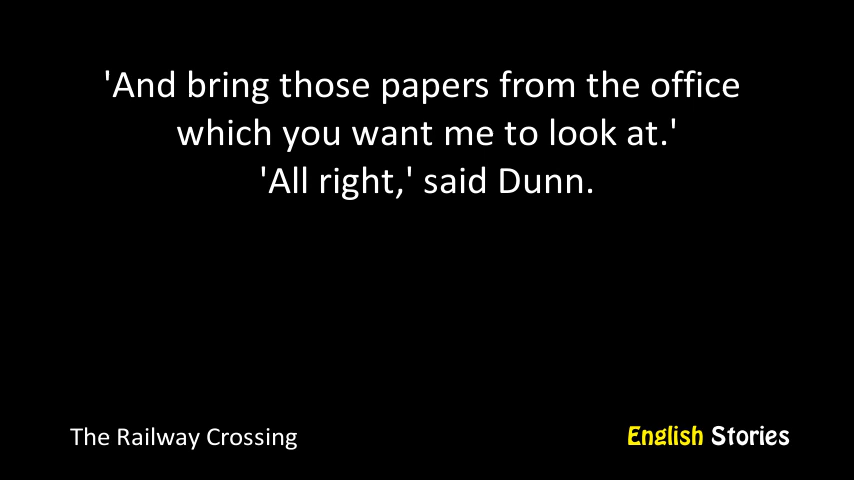 'And bring those papers from the office
which you want me to look at.'
'All right,' said Dunn.
The Railway Crossing
English Stories